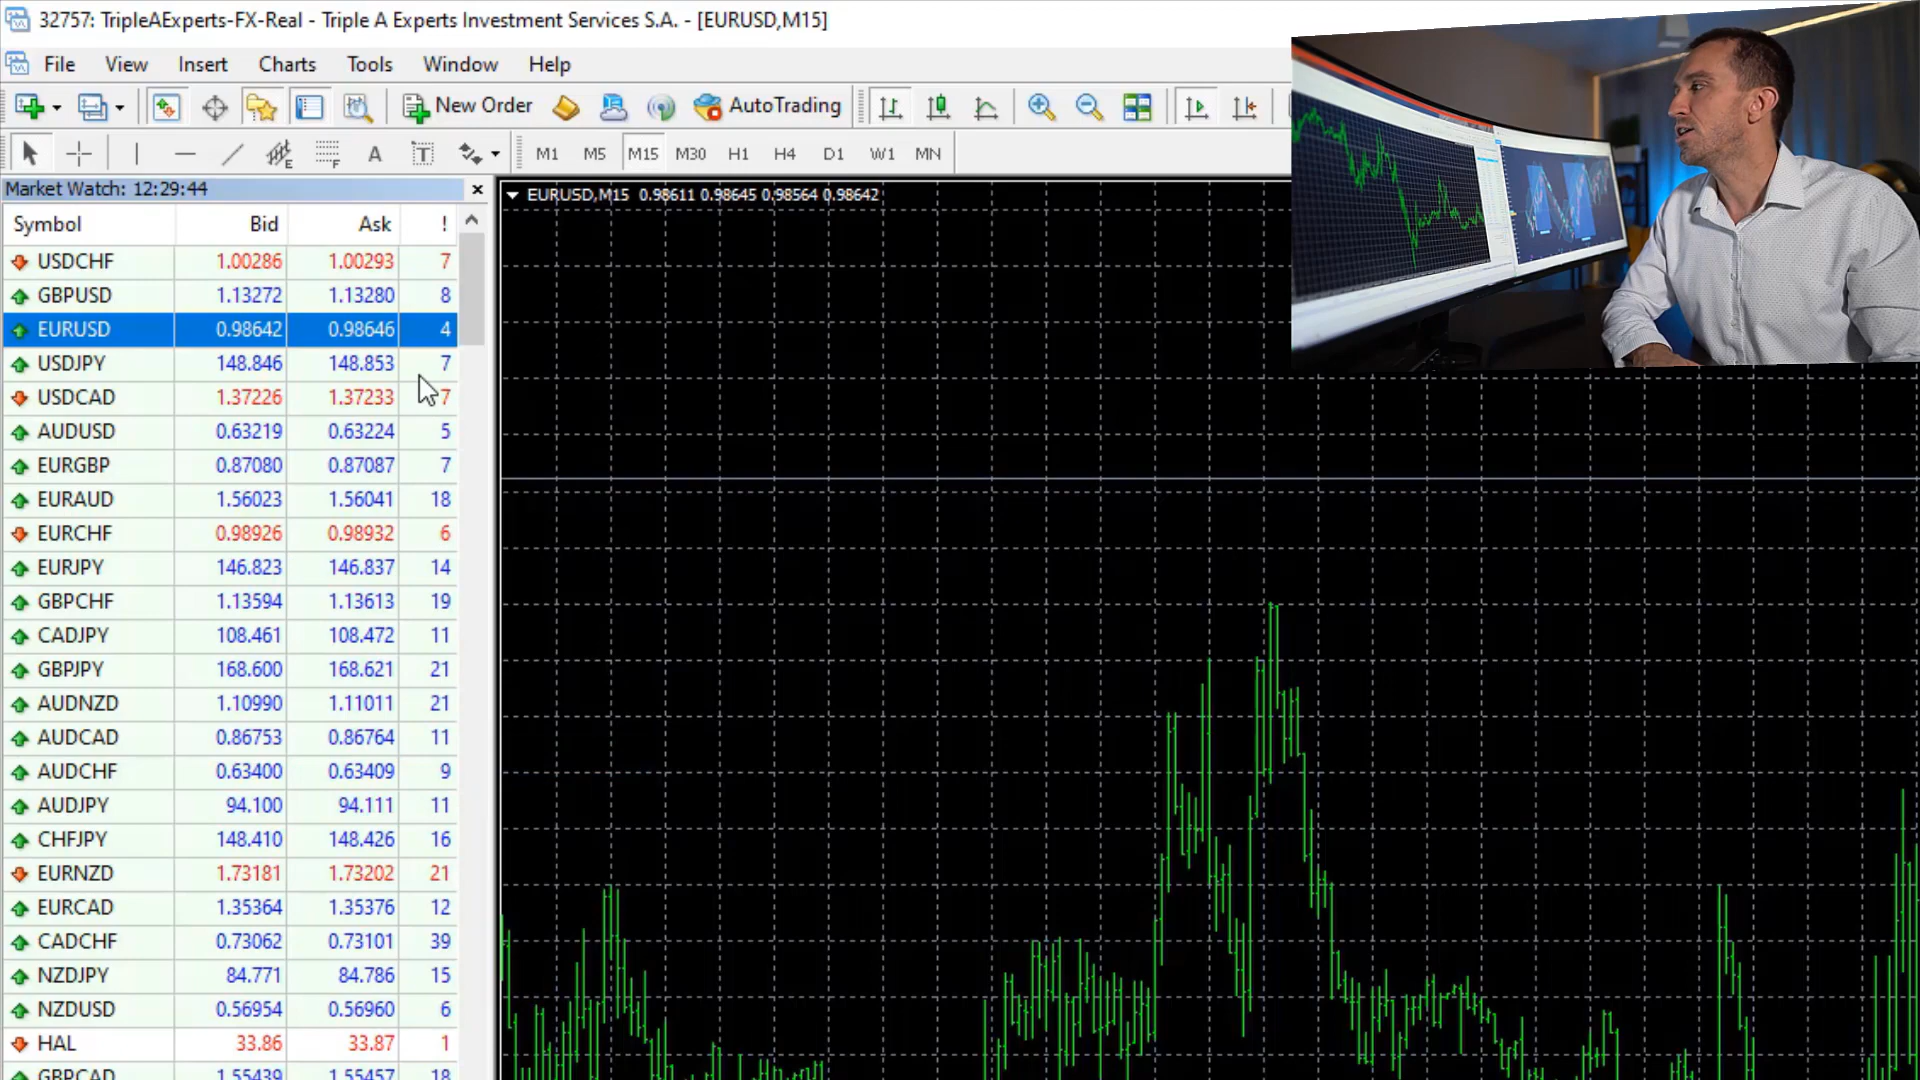 32757: TripleAExperts-FX-Real - Triple A Experts Investment Services S.A. - [EURUSD,M15]
File View Insert Charts Tools Window Help
New Order AutoTrading
M1 M5 M15 M30 H1 H4 D1 W1 MN
Market Watch: 12:29:44
EURUSD,M15 0.98611 0.98645 0.98564 0.98642
Symbol Bid Ask !
USDCHF 1.00286 1.00293 7
GBPUSD 1.13272 1.13280 8
EURUSD 0.98642 0.98646 4
USDJPY 148.846 148.853 7
USDCAD 1.37226 1.37233 7
AUDUSD 0.63219 0.63224 5
EURGBP 0.87080 0.87087 7
EURAUD 1.56023 1.56041 18
EURCHF 0.98926 0.98932 6
EURJPY 146.823 146.837 14
GBPCHF 1.13594 1.13613 19
CADJPY 108.461 108.472 11
GBPJPY 168.600 168.621 21
AUDNZD 1.10990 1.11011 21
AUDCAD 0.86753 0.86764 11
AUDCHF 0.63400 0.63409 9
AUDJPY 94.100 94.111 11
CHFJPY 148.410 148.426 16
EURNZD 1.73181 1.73202 21
EURCAD 1.35364 1.35376 12
CADCHF 0.73062 0.73101 39
NZDJPY 84.771 84.786 15
NZDUSD 0.56954 0.56960 6
HAL 33.86 33.87 1
GBPCAD 1.55439 1.55457 18